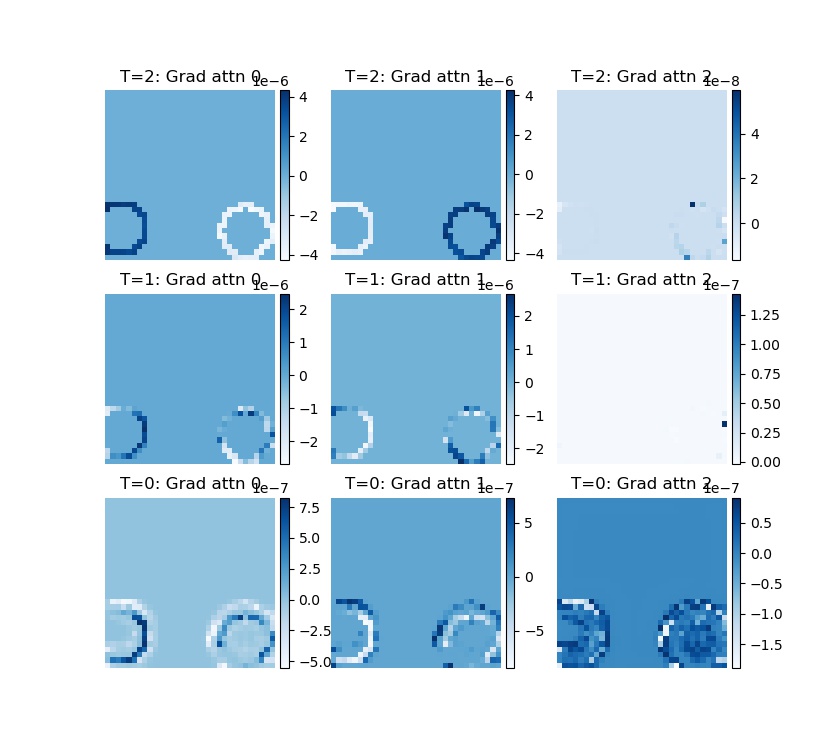 T=2: Grad attn 0
1e−6
4
2
0
−2
−4
T=2: Grad attn 1
1e−6
4
2
0
−2
−4
T=2: Grad attn 2
1e−8
4
2
0
T=1: Grad attn 0
1e−6
2
1
0
−1
−2
T=1: Grad attn 1
1e−6
2
1
0
−1
−2
T=1: Grad attn 2
1e−7
1.25
1.00
0.75
0.50
0.25
0.00
T=0: Grad attn 0
1e−7
7.5
5.0
2.5
0.0
−2.5
−5.0
T=0: Grad attn 1
1e−7
5
0
−5
T=0: Grad attn 2
1e−7
0.5
0.0
−0.5
−1.0
−1.5